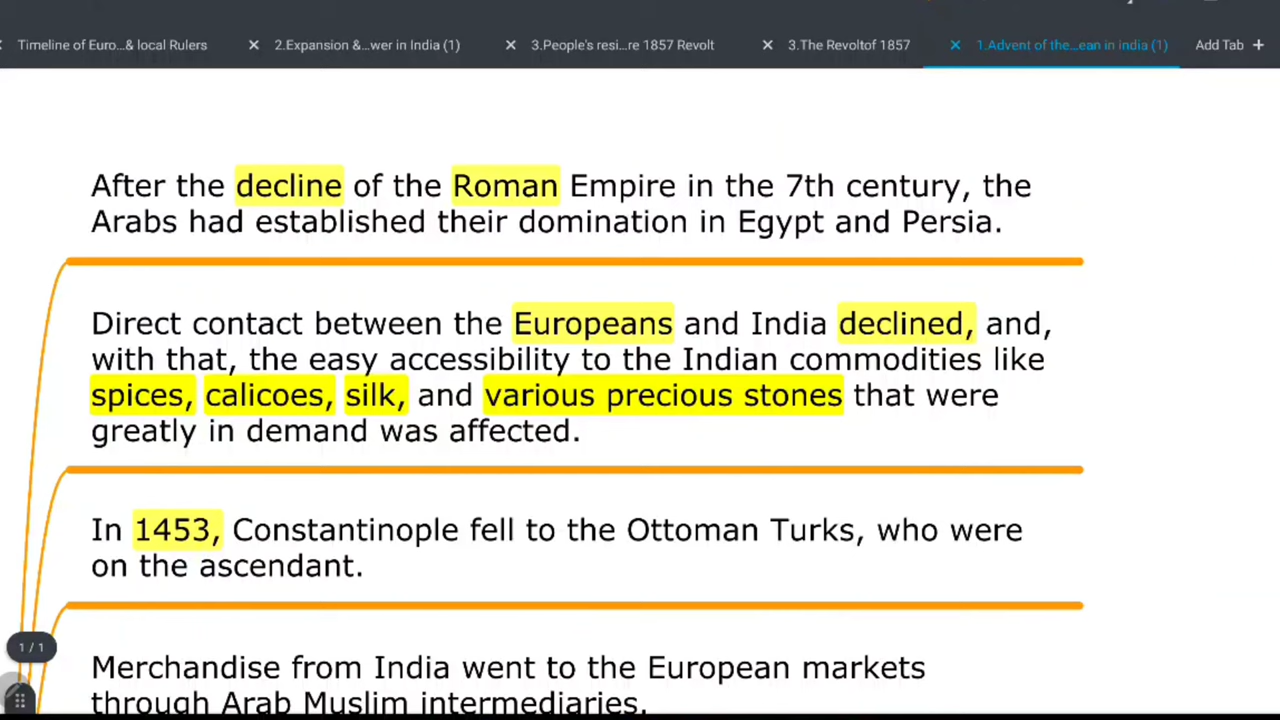 Timeline of Euro...& local Rulers
2.Expansion &...wer in India (1)
3.People's resi...re 1857 Revolt
3.The Revoltof 1857
1.Advent of the...ean in india (1)
Add Tab +
After the decline of the Roman Empire in the 7th century, the
Arabs had established their domination in Egypt and Persia.
Direct contact between the Europeans and India declined, and,
with that, the easy accessibility to the Indian commodities like
spices, calicoes, silk, and various precious stones that were
greatly in demand was affected.
In 1453, Constantinople fell to the Ottoman Turks, who were
on the ascendant.
1 / 1
Merchandise from India went to the European markets
through Arab Muslim intermediaries.